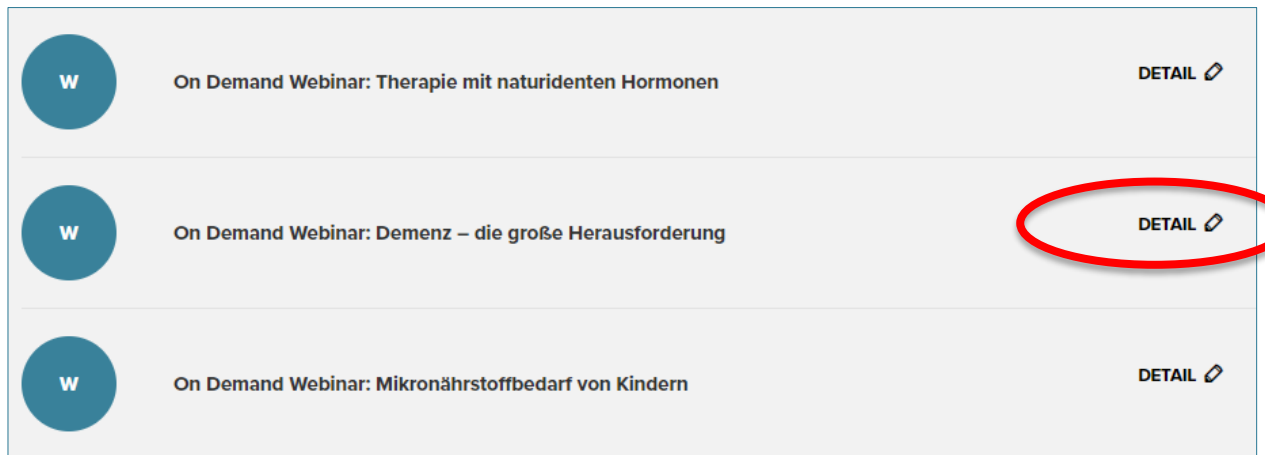 W
On Demand Webinar: Therapie mit naturidenten Hormonen
DETAIL
W
On Demand Webinar: Demenz – die große Herausforderung
DETAIL
W
On Demand Webinar: Mikronährstoffbedarf von Kindern
DETAIL